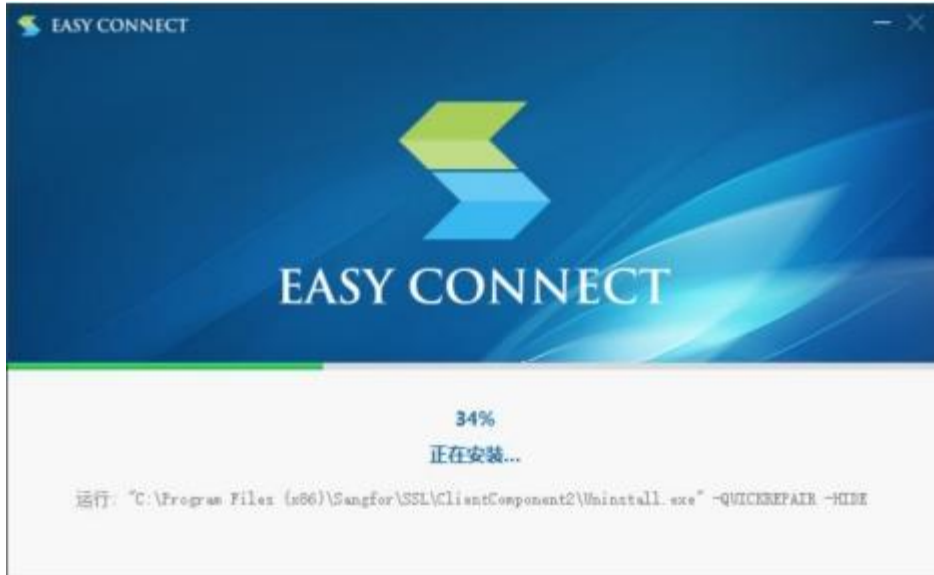 EASY CONNECT
EASY CONNECT
34%
正在安装...
运行: "C:\Program Files (x86)\Sangfor\SSL\ClientComponent2\Uninstall.exe" -QUICKREPAIR -HIDE